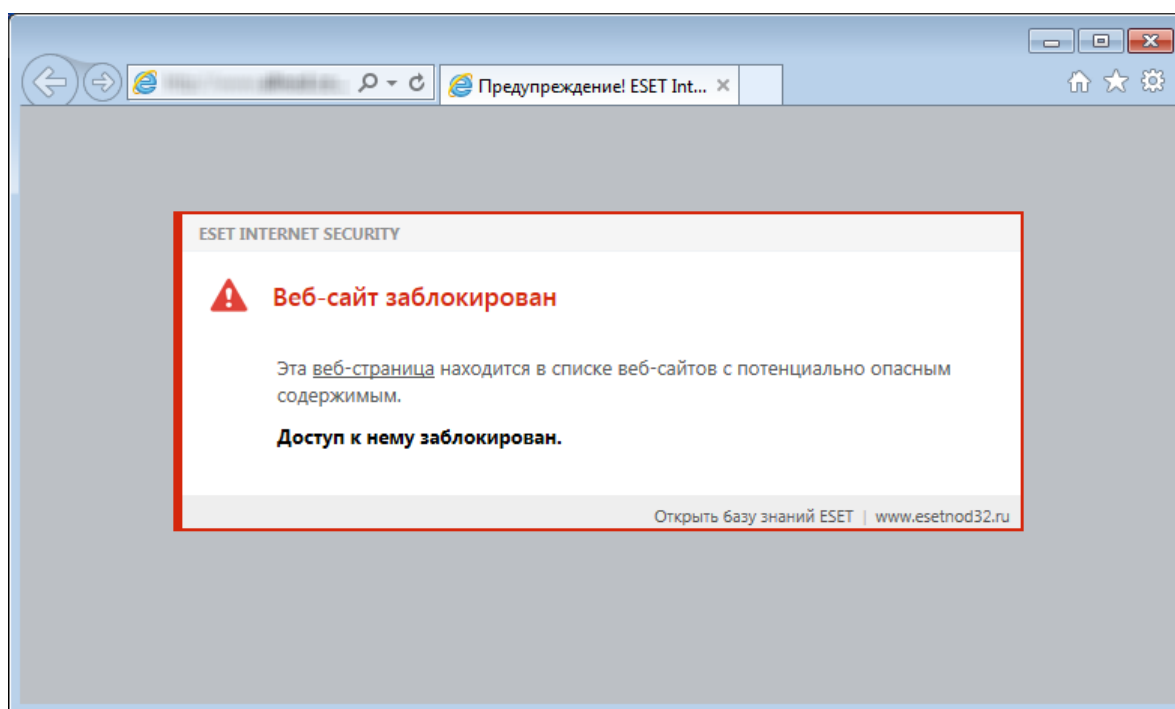 Предупреждение! ESET Int...
ESET INTERNET SECURITY
Веб-сайт заблокирован
Эта веб-страница находится в списке веб-сайтов с потенциально опасным
содержимым.
Доступ к нему заблокирован.
Открыть базу знаний ESET | www.esetnod32.ru